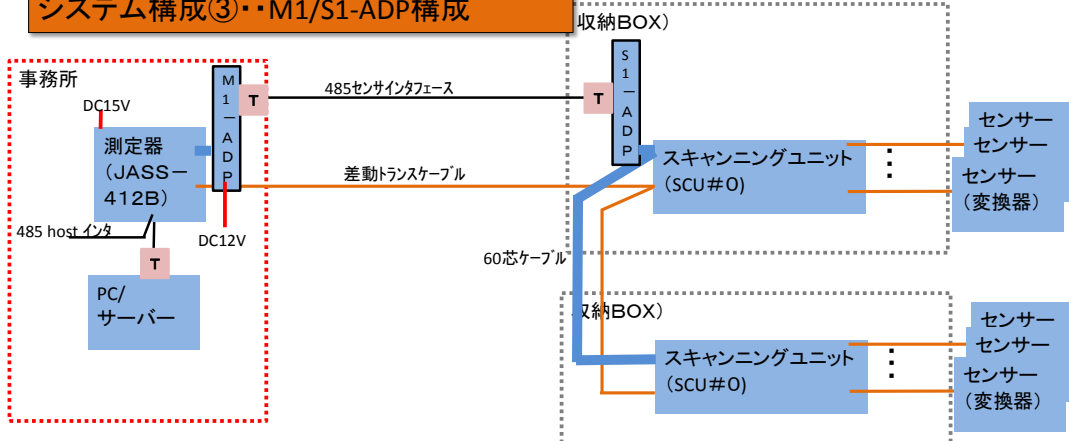 システム構成③・・M1/S1-ADP構成
収納BOX)
事務所
DC15V
測定器
(JASS-
412B)
M1-ADP
T
485センサインタフェース
T
S1-ADP
差動トランスケーブル
DC12V
スキャンニングユニット
(SCU#0)
センサー
センサー
センサー
(変換器)
485 host インタ
T
PC/
サーバー
60芯ケーブル
収納BOX)
スキャンニングユニット
(SCU#0)
センサー
センサー
センサー
(変換器)